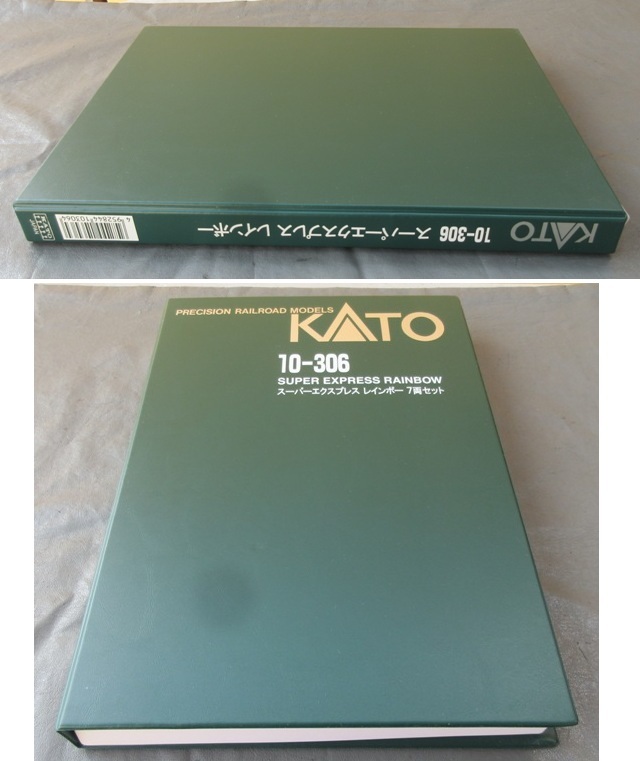 KATO
10-306 スーパーエクスプレス レインボー
4952844103064
PRECISION RAILROAD MODELS
KATO
10-306
SUPER EXPRESS RAINBOW
スーパーエクスプレス レインボー 7両セット